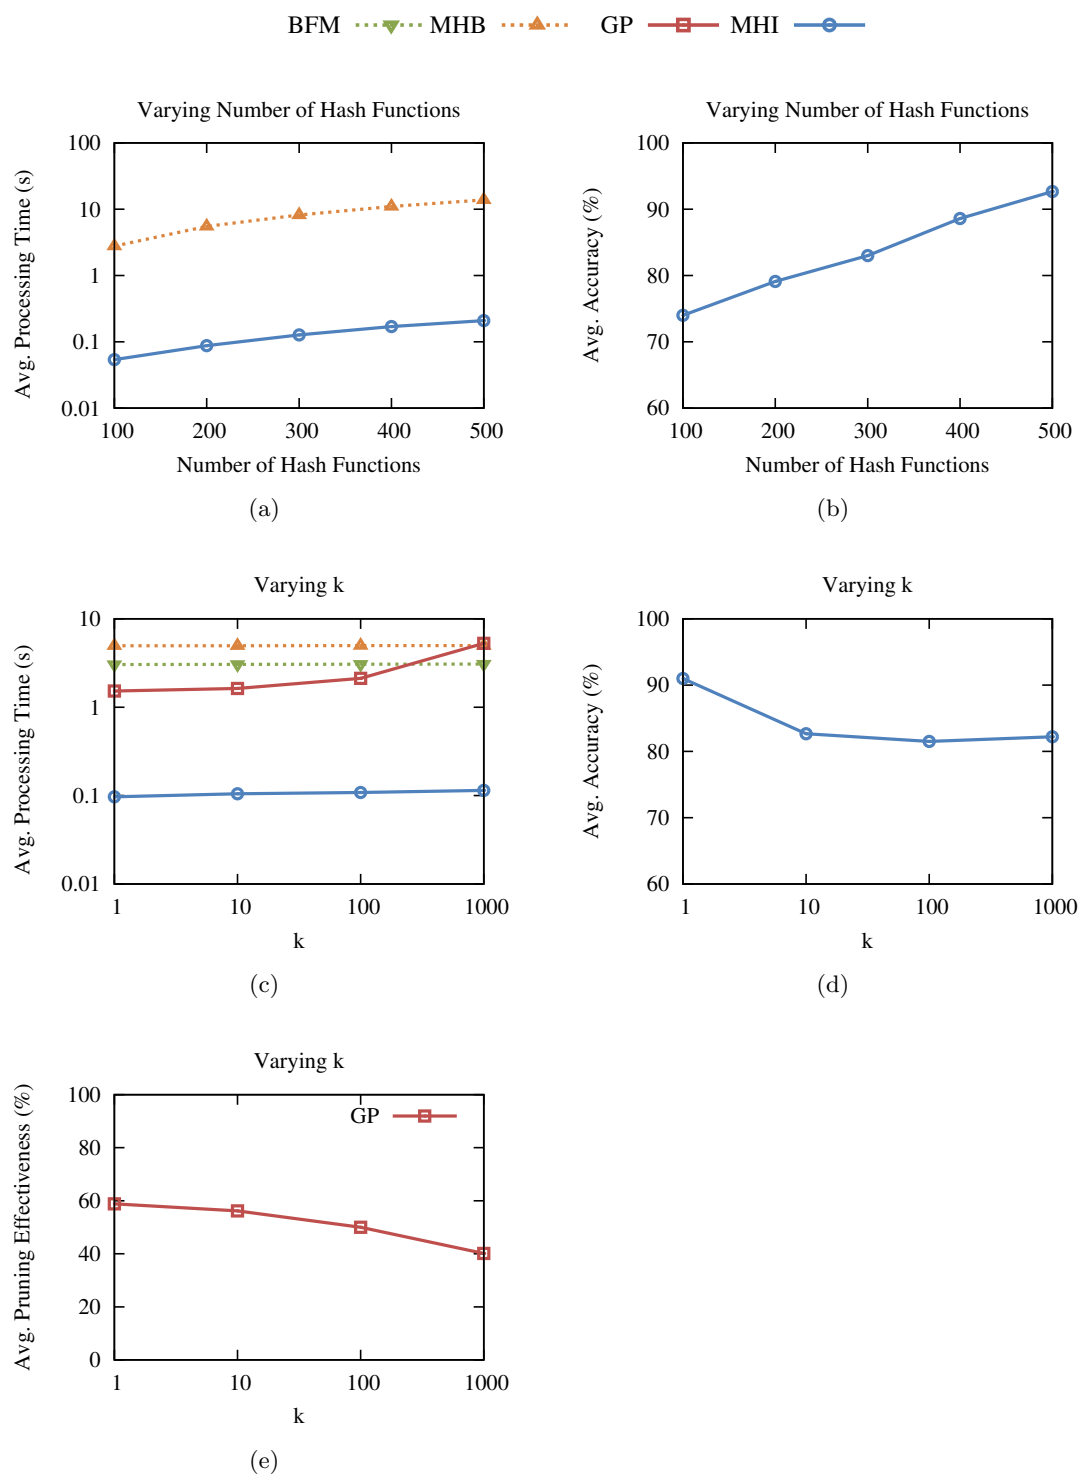 BFM MHB GP MHI
Varying Number of Hash Functions
Avg. Processing Time (s)
100
10
1
0.1
0.01
100 200 300 400 500
Number of Hash Functions
(a)
Varying Number of Hash Functions
Avg. Accuracy (%)
100
90
80
70
60
100 200 300 400 500
Number of Hash Functions
(b)
Varying k
Avg. Processing Time (s)
10
1
0.1
0.01
1 10 100 1000
k
(c)
Varying k
Avg. Accuracy (%)
100
90
80
70
60
1 10 100 1000
k
(d)
Varying k
Avg. Pruning Effectiveness (%)
100
80
60
40
20
0
GP
1 10 100 1000
k
(e)